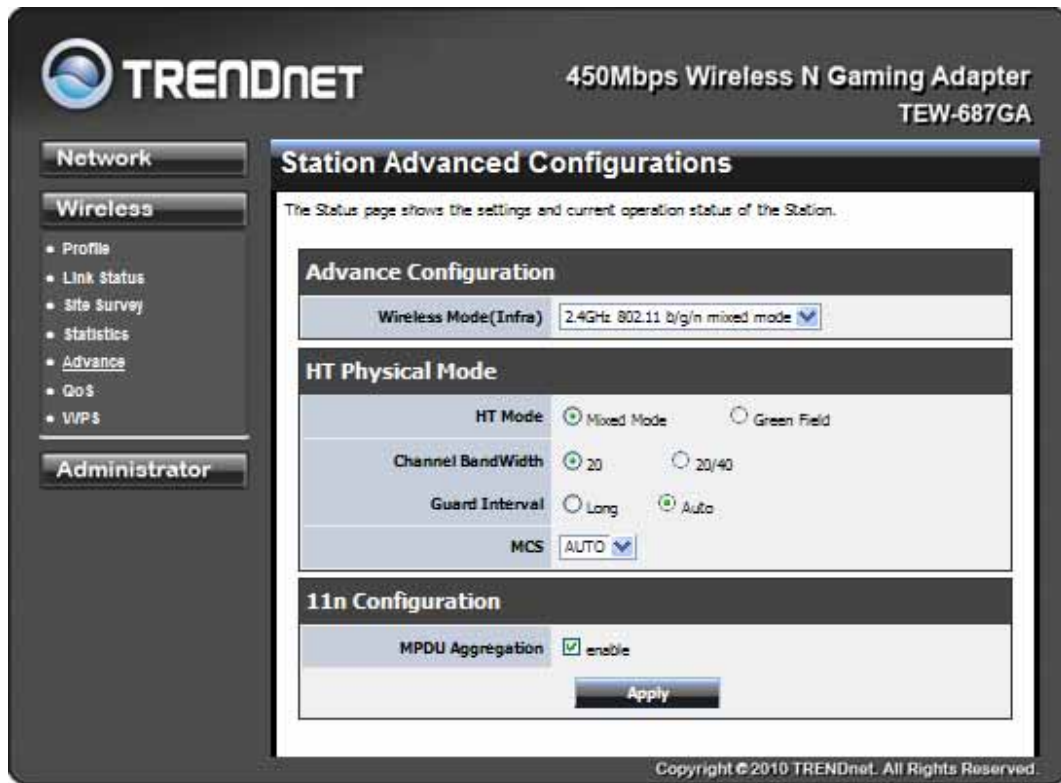 TRENDNET
450Mbps Wireless N Gaming Adapter
TEW-687GA
Network
Wireless
Profile
Link Status
Site Survey
Statistics
Advance
QoS
WPS
Administrator
Station Advanced Configurations
The Status page shows the settings and current operation status of the Station.
Advance Configuration
Wireless Mode(Infra) 2.4GHz 802.11 b/g/n mixed mode
HT Physical Mode
HT Mode Mixed Mode Green Field
Channel BandWidth 20 20/40
Guard Interval Long Auto
MCS AUTO
11n Configuration
MPDU Aggregation enable
Apply
Copyright © 2010 TRENDnet. All Rights Reserved.